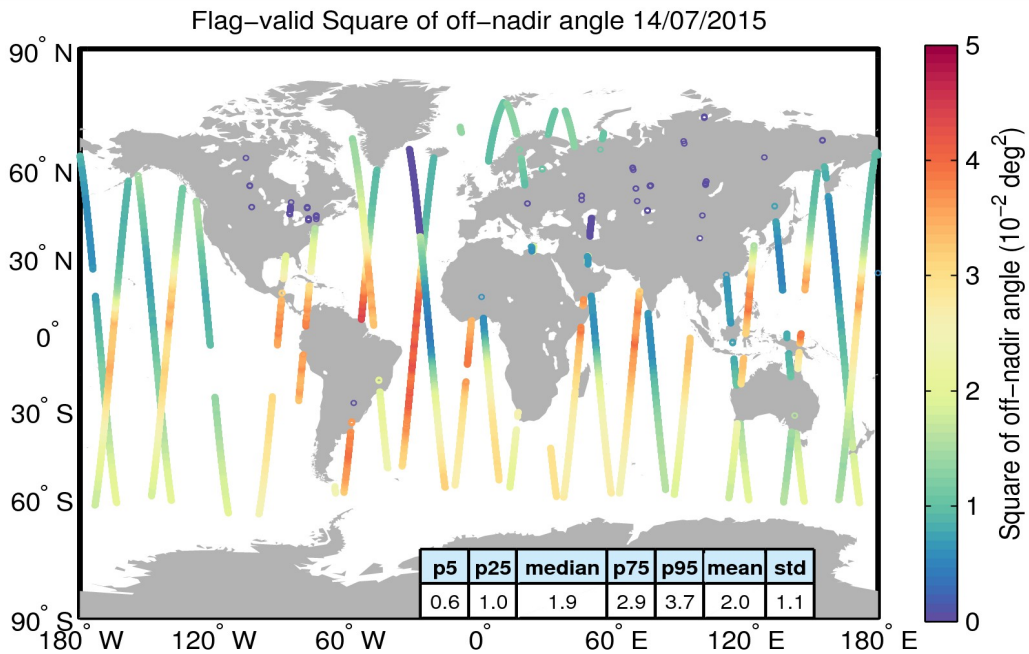 Flag−valid Square of off−nadir angle 14/07/2015
90° N
60° N
30° N
0°
30° S
60° S
90° S
180° W
120° W
60° W
0°
60° E
120° E
180° E
p5 p25 median p75 p95 mean std
0.6 1.0 1.9 2.9 3.7 2.0 1.1
5
4
3
2
1
0
Square of off−nadir angle (10⁻² deg²)